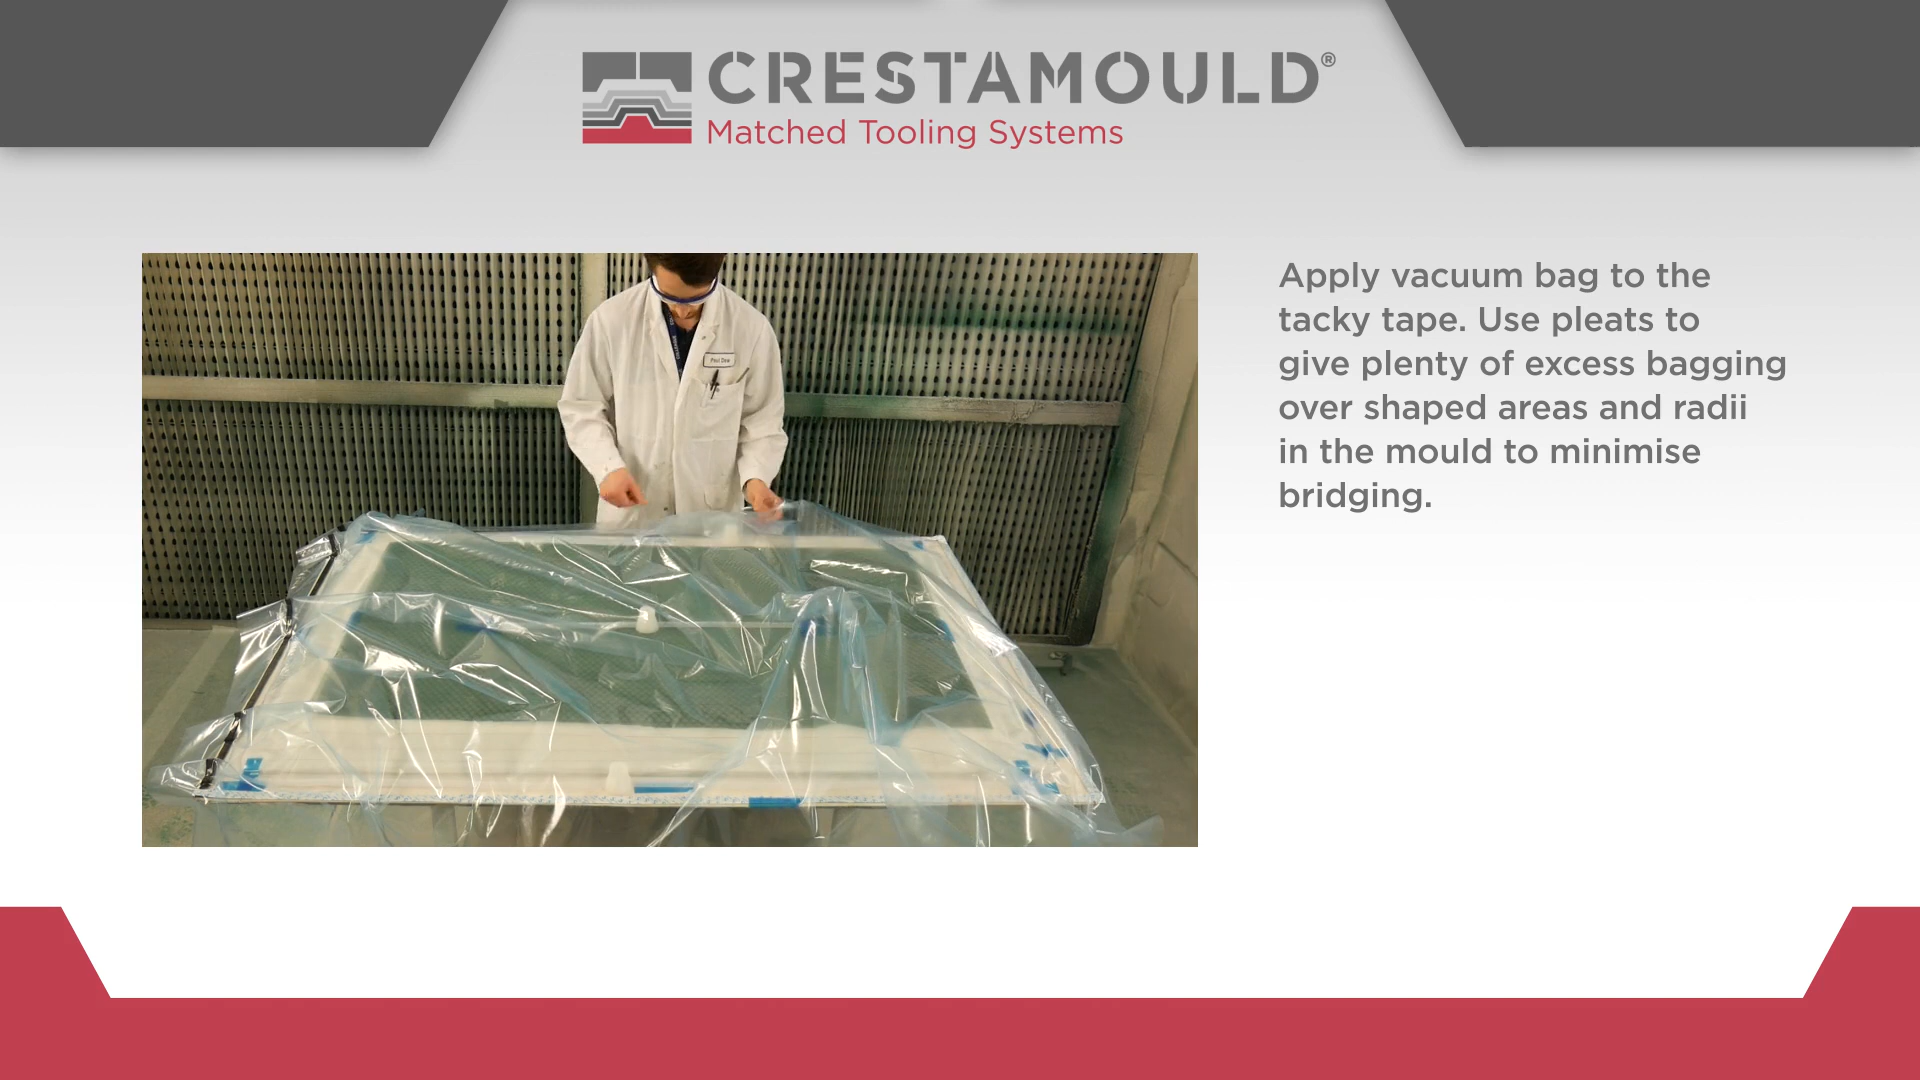 CRESTAMOULD®
Matched Tooling Systems
Apply vacuum bag to the
tacky tape. Use pleats to
give plenty of excess bagging
over shaped areas and radii
in the mould to minimise
bridging.